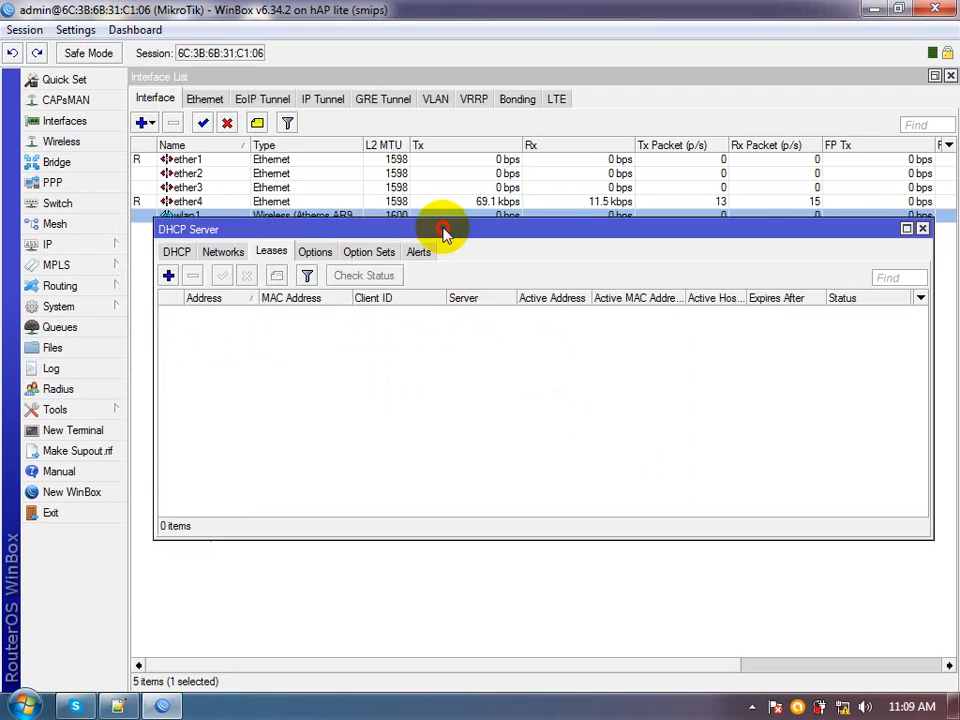 admin@6C:3B:6B:31:C1:06 (MikroTik) - WinBox v6.34.2 on hAP lite (smips)
Session Settings Dashboard
Safe Mode Session: 6C:3B:6B:31:C1:06
Quick Set
CAPsMAN
Interfaces
Wireless
Bridge
PPP
Switch
Mesh
IP
MPLS
Routing
System
Queues
Files
Log
Radius
Tools
New Terminal
Make Supout.rif
Manual
New WinBox
Exit
RouterOS WinBox
Interface List
Interface Ethernet EoIP Tunnel IP Tunnel GRE Tunnel VLAN VRRP Bonding LTE
Find
Name Type L2 MTU Tx Rx Tx Packet (p/s) Rx Packet (p/s) FP Tx
R ether1 Ethernet 1598 0 bps 0 bps 0 0 0 bps
ether2 Ethernet 1598 0 bps 0 bps 0 0 0 bps
ether3 Ethernet 1598 0 bps 0 bps 0 0 0 bps
R ether4 Ethernet 1598 69.1 kbps 11.5 kbps 13 15 0 bps
wlan1 Wireless (Atheros AR9... 1600 0 bps 0 bps 0 0 0 bps
DHCP Server
DHCP Networks Leases Options Option Sets Alerts
Check Status Find
Address MAC Address Client ID Server Active Address Active MAC Addre... Active Hos... Expires After Status
0 items
5 items (1 selected)
11:09 AM